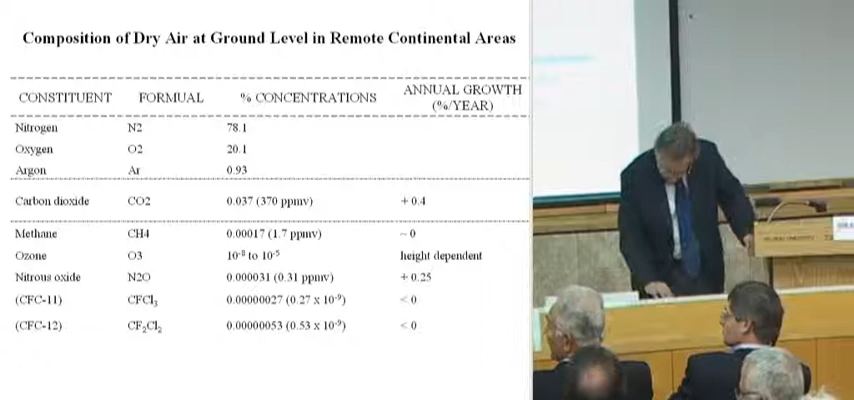 Composition of Dry Air at Ground Level in Remote Continental Areas
CONSTITUENT FORMUAL % CONCENTRATIONS ANNUAL GROWTH (%/YEAR)
Nitrogen N2 78.1
Oxygen O2 20.1
Argon Ar 0.93
Carbon dioxide CO2 0.037 (370 ppmv) + 0.4
Methane CH4 0.00017 (1.7 ppmv) ~ 0
Ozone O3 10⁻⁸ to 10⁻⁵ height dependent
Nitrous oxide N2O 0.000031 (0.31 ppmv) + 0.25
(CFC-11) CFCl₃ 0.00000027 (0.27 x 10⁻⁹) < 0
(CFC-12) CF₂Cl₂ 0.00000053 (0.53 x 10⁻⁹) < 0